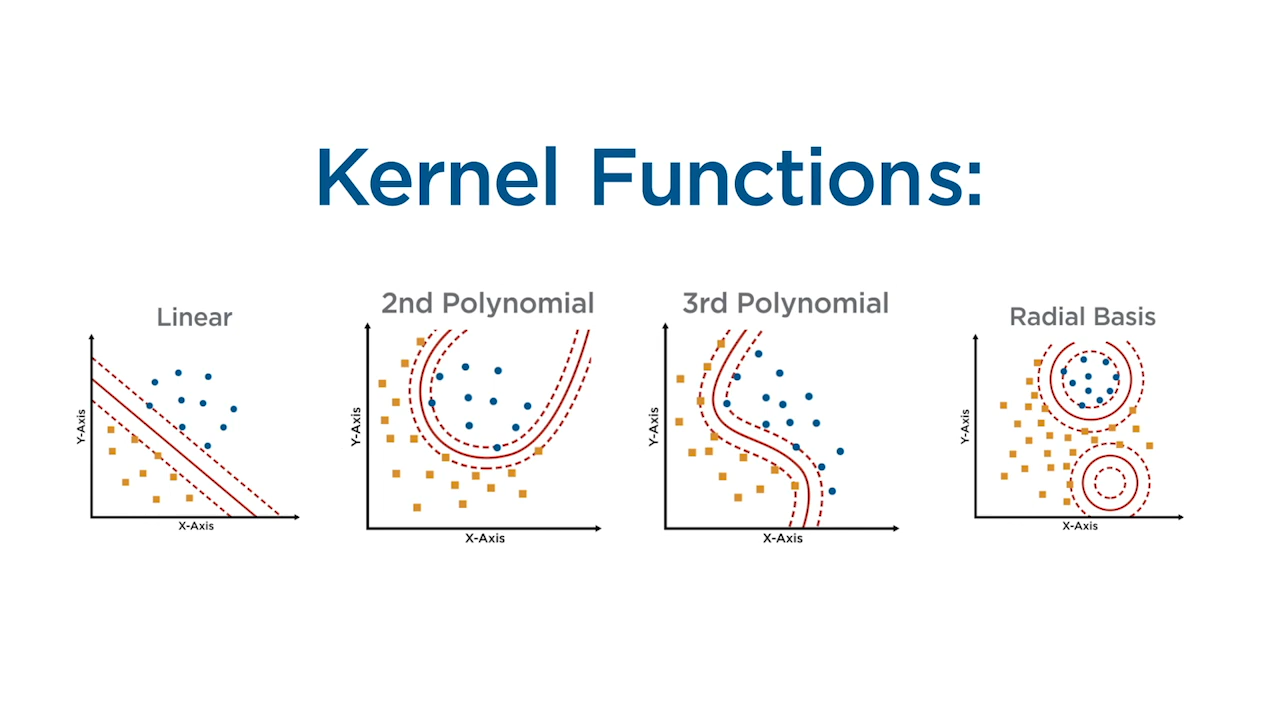 Kernel Functions:
Linear
2nd Polynomial
3rd Polynomial
Radial Basis
Y-Axis
X-Axis
Y-Axis
X-Axis
Y-Axis
X-Axis
Y-Axis
X-Axis